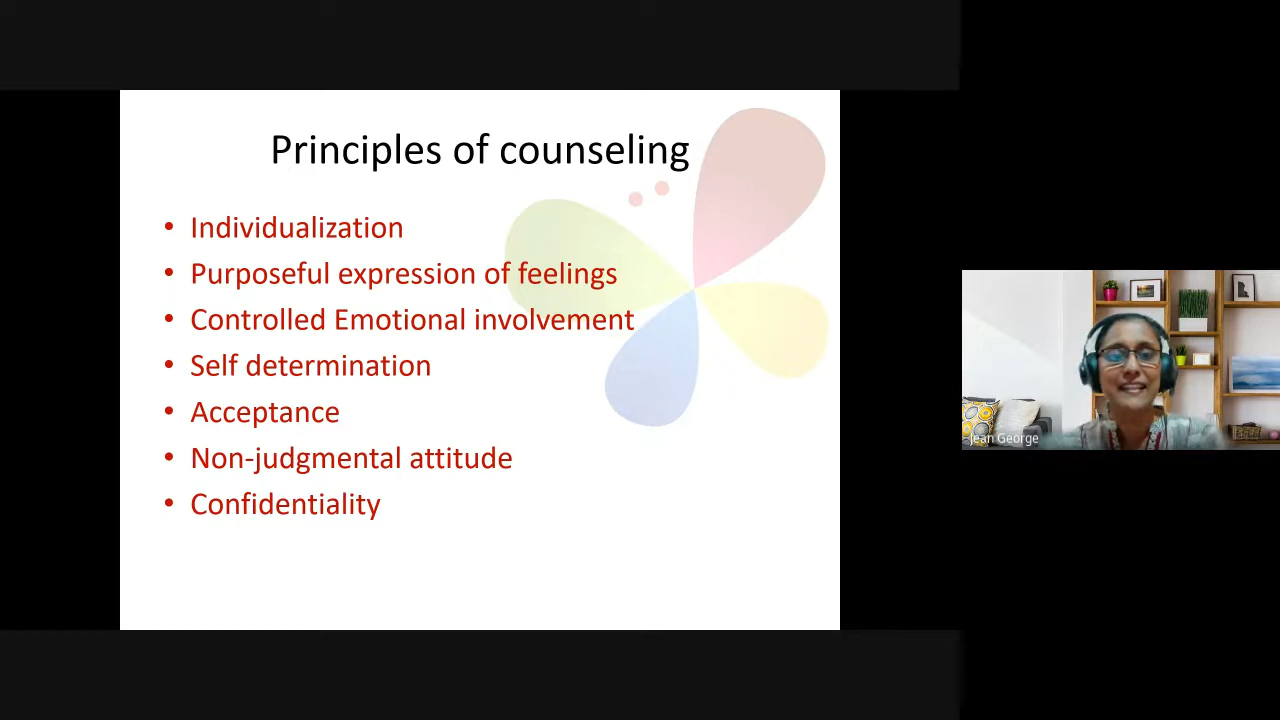 Principles of counseling
• Individualization
• Purposeful expression of feelings
• Controlled Emotional involvement
• Self determination
• Acceptance
• Non-judgmental attitude
• Confidentiality
Jean George